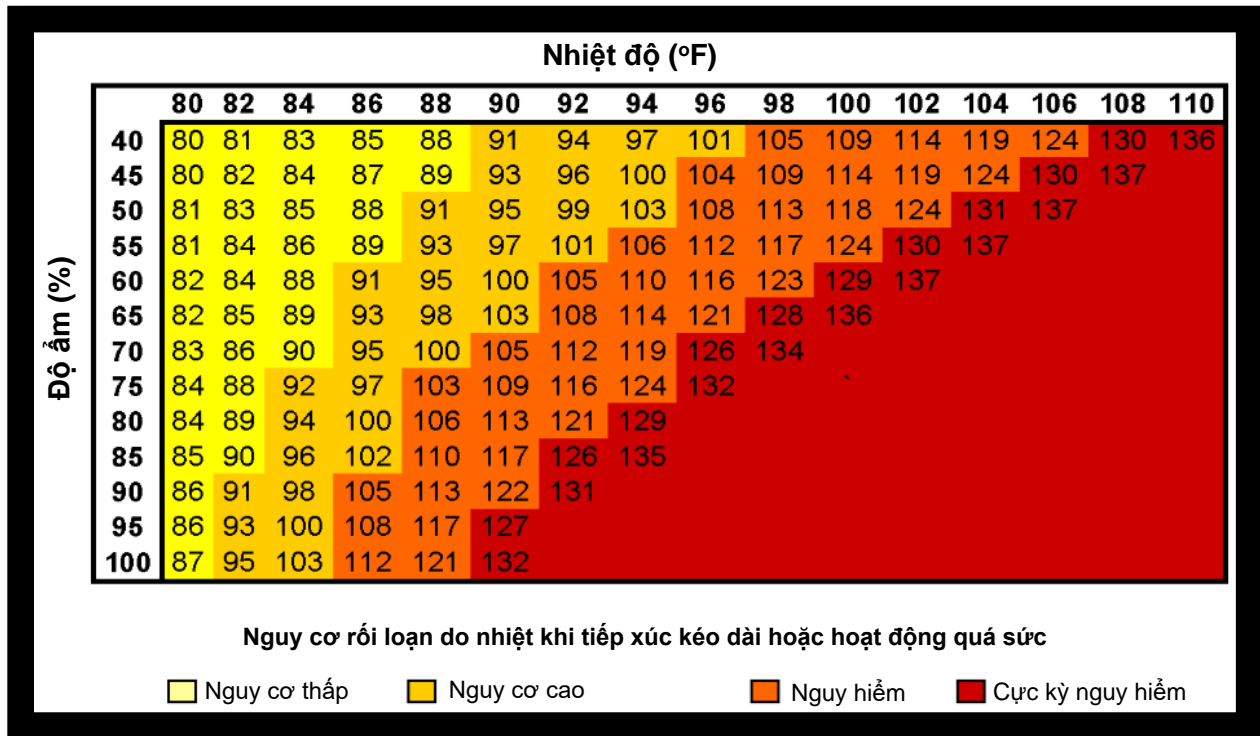 Nhiệt độ (°F)
80 82 84 86 88 90 92 94 96 98 100 102 104 106 108 110
Độ ẩm (%)
40 80 81 83 85 88 91 94 97 101 105 109 114 119 124 130 136
45 80 82 84 87 89 93 96 100 104 109 114 119 124 130 137
50 81 83 85 88 91 95 99 103 108 113 118 124 131 137
55 81 84 86 89 93 97 101 106 112 117 124 130 137
60 82 84 88 91 95 100 105 110 116 123 129 137
65 82 85 89 93 98 103 108 114 121 128 136
70 83 86 90 95 100 105 112 119 126 134
75 84 88 92 97 103 109 116 124 132
80 84 89 94 100 106 113 121 129
85 85 90 96 102 110 117 126 135
90 86 91 98 105 113 122 131
95 86 93 100 108 117 127
100 87 95 103 112 121 132
Nguy cơ rối loạn do nhiệt khi tiếp xúc kéo dài hoặc hoạt động quá sức
Nguy cơ thấp Nguy cơ cao Nguy hiểm Cực kỳ nguy hiểm